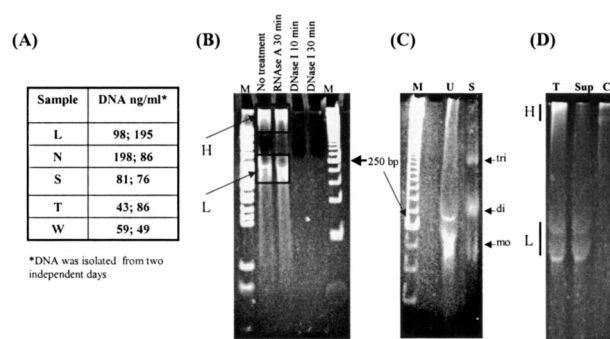 (A)
Sample DNA ng/ml*
L 98; 195
N 198; 86
S 81; 76
T 43; 86
W 59; 49
*DNA was isolated from two
independent days
(B)
M
No treatment
RNAse A 30 min
DNase I 10 min
DNase I 30 min
M
H
L
250 bp
(C)
M U S
tri
di
mo
(D)
T Sup C
H
L